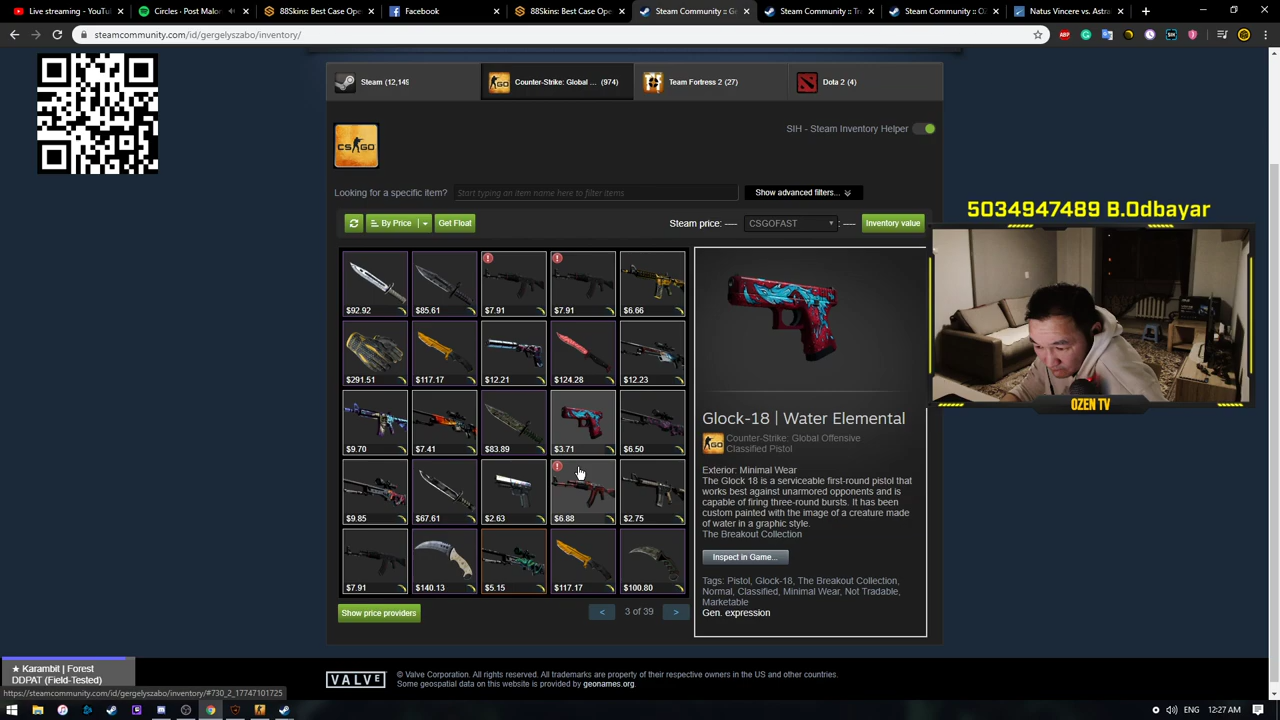 Live streaming - You
Circles · Post Malon
88Skins: Best Case Ope
Facebook
88Skins: Best Case Ope
Steam Community :: Ge
Steam Community :: Tr
Steam Community :: Oz
Natus Vincere vs. Astra
steamcommunity.com/id/gergelyszabo/inventory/
Steam (12,149
Counter-Strike: Global ... (974)
Team Fortress 2 (27)
Dota 2 (4)
CS GO
SIH - Steam Inventory Helper
Looking for a specific item?
Start typing an item name here to filter items
Show advanced filters...
By Price
Get Float
Steam price: ---
CSGOFAST
: ---
Inventory value
5034947489 B.Odbayar
$92.92
$85.61
$7.91
$7.91
$6.66
$291.51
$117.17
$12.21
$124.28
$12.23
$9.70
$7.41
$83.89
$3.71
$6.50
$9.85
$67.61
$2.63
$6.88
$2.75
$7.91
$140.13
$5.15
$117.17
$100.80
Show price providers
<
3 of 39
>
Glock-18 | Water Elemental
Counter-Strike: Global Offensive
Classified Pistol
Exterior: Minimal Wear
The Glock 18 is a serviceable first-round pistol that
works best against unarmored opponents and is
capable of firing three-round bursts. It has been
custom painted with the image of a creature made
of water in a graphic style.
The Breakout Collection
Inspect in Game...
Tags: Pistol, Glock-18, The Breakout Collection,
Normal, Classified, Minimal Wear, Not Tradable,
Marketable
Gen. expression
OZEN TV
★ Karambit | Forest
DDPAT (Field-Tested)
VALVE
© Valve Corporation. All rights reserved. All trademarks are property of their respective owners in the US and other countries.
Some geospatial data on this website is provided by geonames.org.
https://steamcommunity.com/id/gergelyszabo/inventory/#730_2_17747101725
ENG
12:27 AM